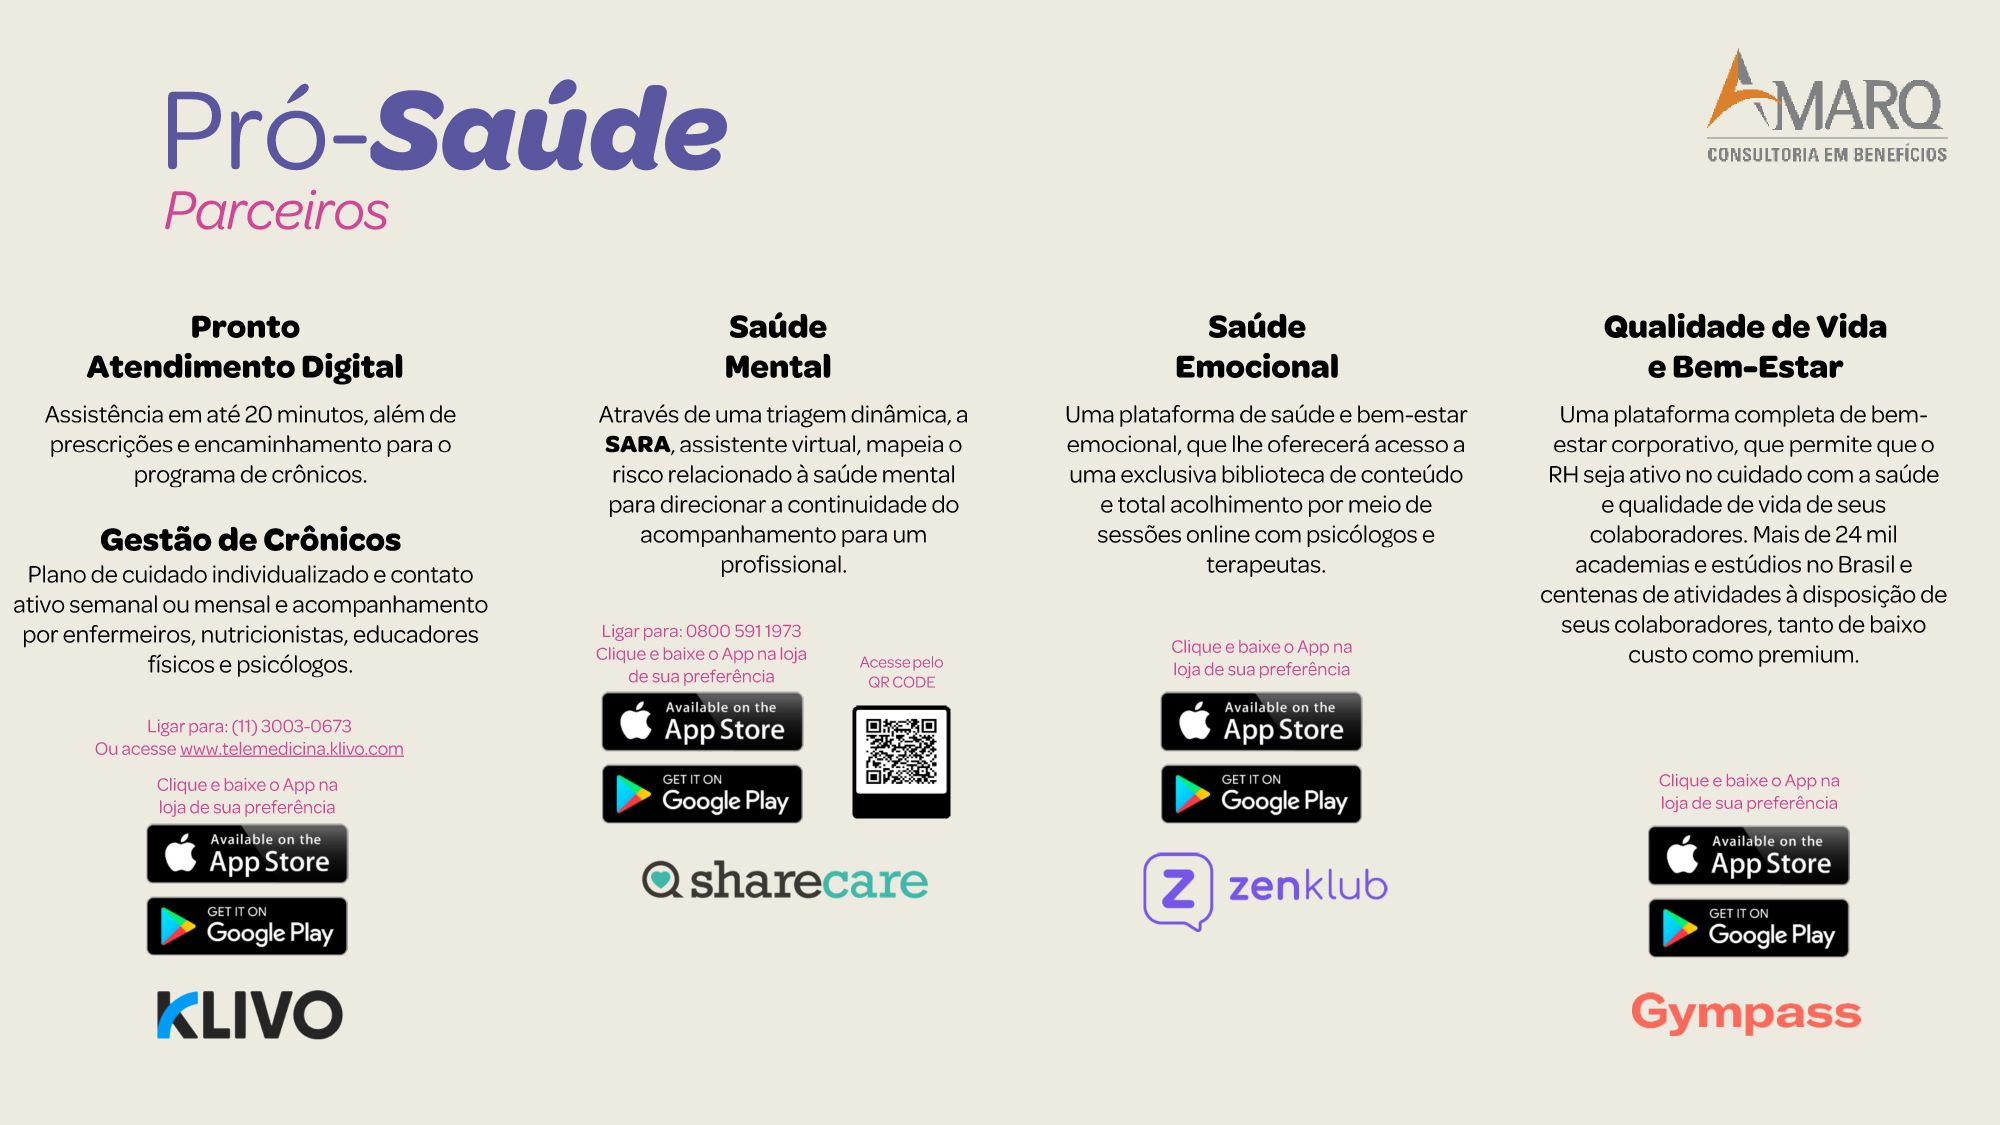 Pró-Saúde
Parceiros
AMARQ
CONSULTORIA EM BENEFÍCIOS
Pronto
Atendimento Digital
Assistência em até 20 minutos, além de
prescrições e encaminhamento para o
programa de crônicos.
Gestão de Crônicos
Plano de cuidado individualizado e contato
ativo semanal ou mensal e acompanhamento
por enfermeiros, nutricionistas, educadores
físicos e psicólogos.
Ligar para: (11) 3003-0673
Ou acesse www.telemedicina.klivo.com
Clique e baixe o App na
loja de sua preferência
Available on the
App Store
GET IT ON
Google Play
KLIVO
Saúde
Mental
Através de uma triagem dinâmica, a
SARA, assistente virtual, mapeia o
risco relacionado à saúde mental
para direcionar a continuidade do
acompanhamento para um
profissional.
Ligar para: 0800 591 1973
Clique e baixe o App na loja
de sua preferência
Available on the
App Store
GET IT ON
Google Play
Acesse pelo
QR CODE
sharecare
Saúde
Emocional
Uma plataforma de saúde e bem-estar
emocional, que lhe oferecerá acesso a
uma exclusiva biblioteca de conteúdo
e total acolhimento por meio de
sessões online com psicólogos e
terapeutas.
Clique e baixe o App na
loja de sua preferência
Available on the
App Store
GET IT ON
Google Play
zenklub
Qualidade de Vida
e Bem-Estar
Uma plataforma completa de bem-
estar corporativo, que permite que o
RH seja ativo no cuidado com a saúde
e qualidade de vida de seus
colaboradores. Mais de 24 mil
academias e estúdios no Brasil e
centenas de atividades à disposição de
seus colaboradores, tanto de baixo
custo como premium.
Clique e baixe o App na
loja de sua preferência
Available on the
App Store
GET IT ON
Google Play
Gympass